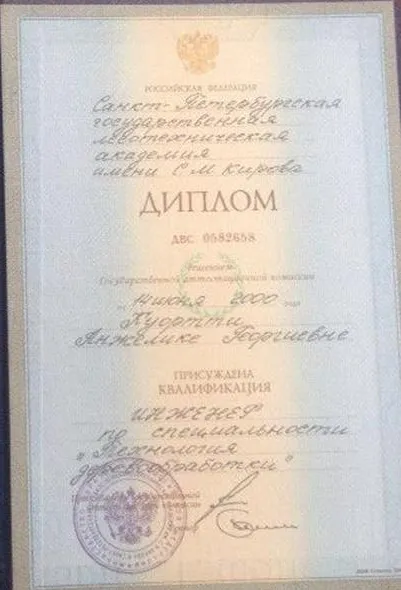 РОССИЙСКАЯ ФЕДЕРАЦИЯ
Санкт-Петербургская
государственная
лесотехническая
академия
имени С М Кирова
ДИПЛОМ
ДВС 0582658
Решением
Государственной аттестационной комиссии
от 14 июня 2000 года
Куортти
Анжелике Георгиевне
ПРИСУЖДЕНА
КВАЛИФИКАЦИЯ
ИНЖЕНЕР
по специальности
"Технология
деревообработки"